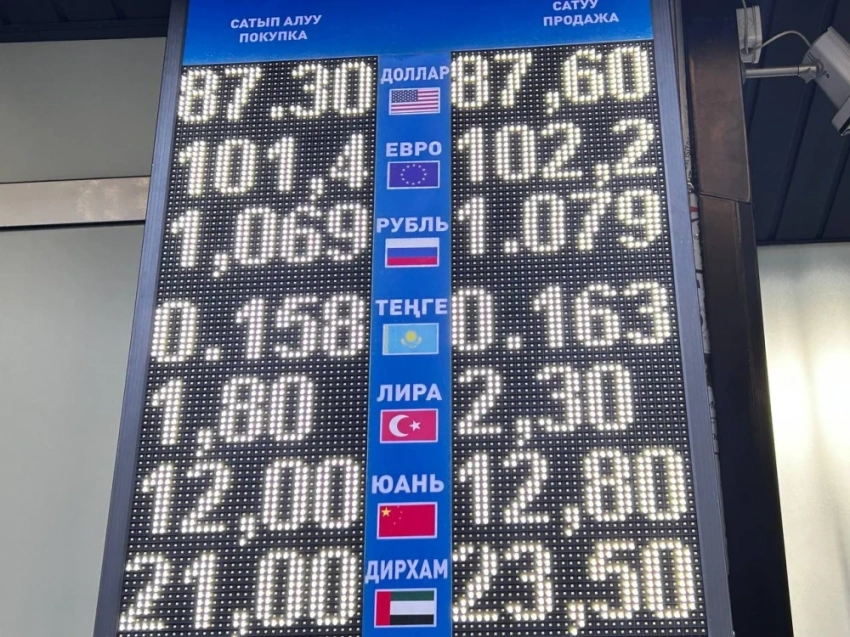 САТЫП АЛУУ
ПОКУПКА
САТУУ
ПРОДАЖА
87.30 ДОЛЛАР 87,60
101,4 ЕВРО 102,2
1,069 РУБЛЬ 1.079
0.158 ТЕҢГЕ 0.163
1,80 ЛИРА 2,30
12,00 ЮАНЬ 12,80
21,00 ДИРХАМ 23,50